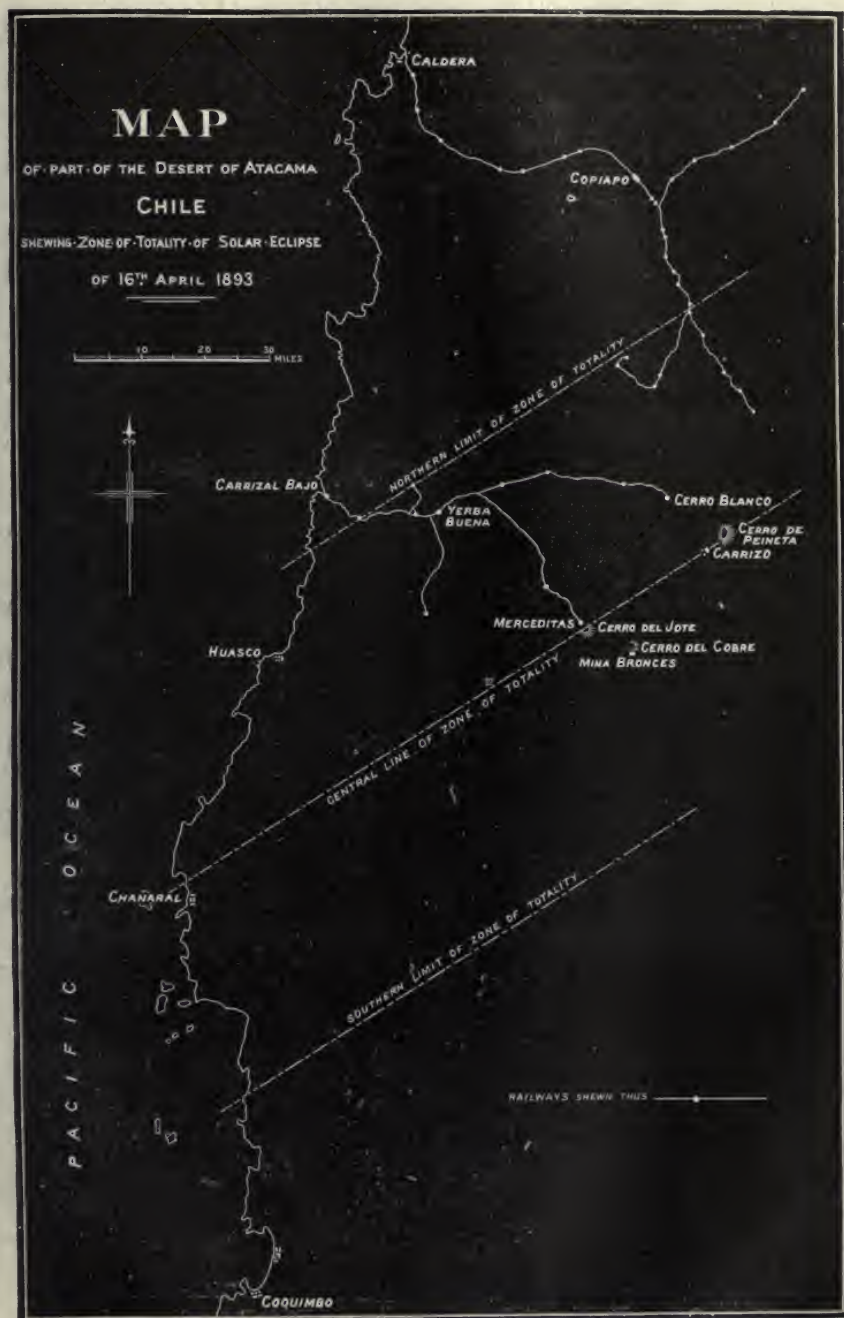 CALDERA
MAP
OF·PART·OF THE DESERT OF ATACAMA
CHILE
SHEWING·ZONE·OF·TOTALITY·OF SOLAR·ECLIPSE
OF 16TH APRIL 1893
COPIAPO
10 20 30
MILES
NORTHERN LIMIT OF ZONE OF TOTALITY
CARRIZAL BAJO
YERBA
BUENA
CERRO BLANCO
CERRO DE
PEINETA
CARRIZO
MERCEDITAS
CERRO DEL JOTE
CERRO DEL COBRE
MINA BRONCES
HUASCO
CENTRAL LINE OF ZONE OF TOTALITY
PACIFIC OCEAN
CHAÑARAL
SOUTHERN LIMIT OF ZONE OF TOTALITY
RAILWAYS SHEWN THUS
COQUIMBO